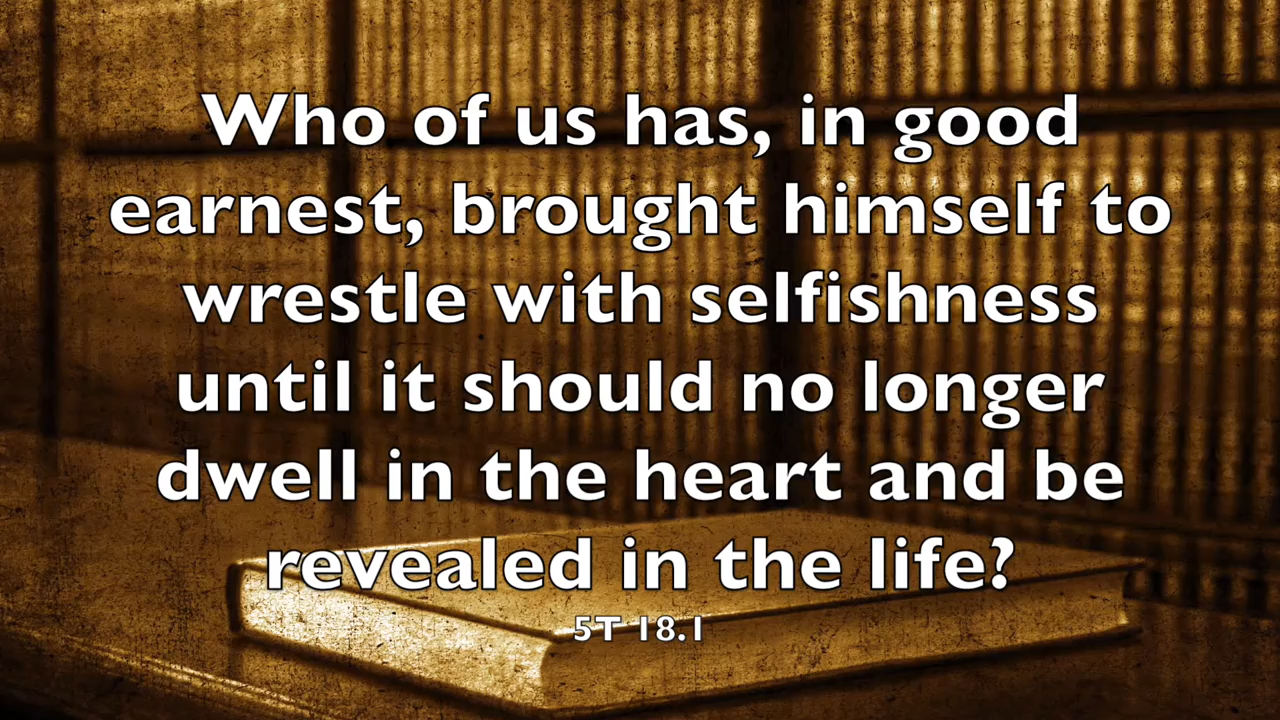 Who of us has, in good
earnest, brought himself to
wrestle with selfishness
until it should no longer
dwell in the heart and be
revealed in the life?
5T 18.1